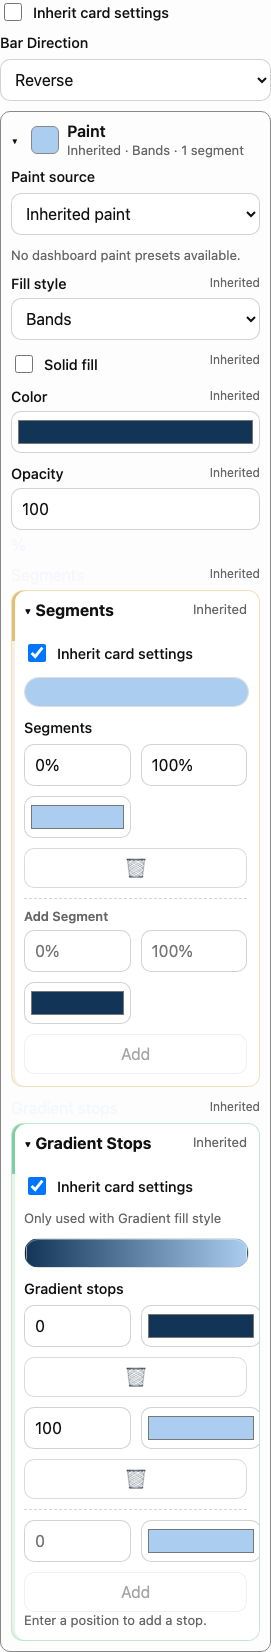 Inherit card settings
Bar Direction
Reverse
Paint
Inherited · Bands · 1 segment
Paint source
Inherited paint
No dashboard paint presets available.
Fill style Inherited
Bands
Solid fill Inherited
Color Inherited
Opacity Inherited
100
%
Segments Inherited
Segments Inherited
Inherit card settings
Segments
0% 100%
Add Segment
0% 100%
Add
Gradient stops Inherited
Gradient Stops Inherited
Inherit card settings
Only used with Gradient fill style
Gradient stops
0
100
0
Add
Enter a position to add a stop.